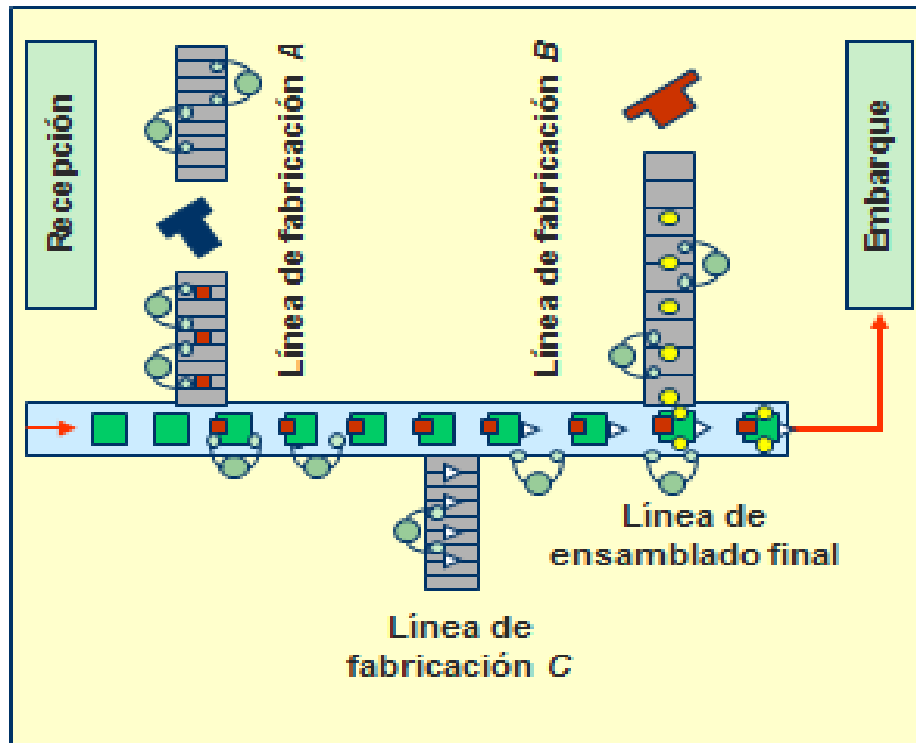 Recepción
Línea de fabricación A
Línea de fabricación B
Embarque
Línea de
ensamblado final
Línea de
fabricación C